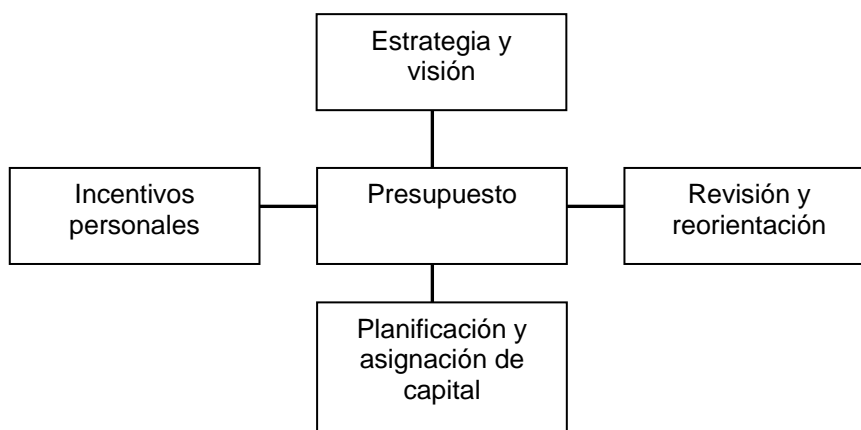 Estrategia y
visión
Incentivos
personales
Presupuesto
Revisión y
reorientación
Planificación y
asignación de
capital